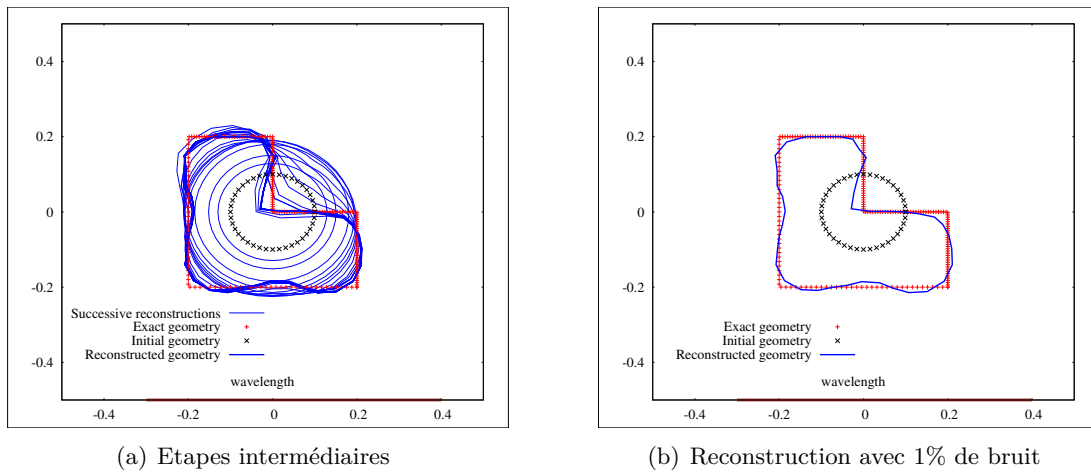 0.4
0.2
0
-0.2
-0.4
Successive reconstructions
Exact geometry
Initial geometry
Reconstructed geometry
wavelength
-0.4 -0.2 0 0.2 0.4
(a) Etapes intermédiaires
0.4
0.2
0
-0.2
-0.4
Exact geometry
Initial geometry
Reconstructed geometry
wavelength
-0.4 -0.2 0 0.2 0.4
(b) Reconstruction avec 1% de bruit